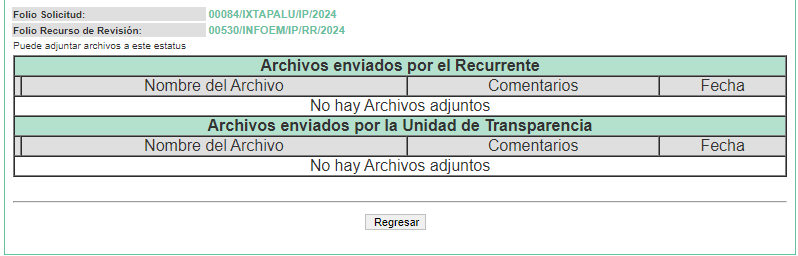 Folio Solicitud: 00084/IXTAPALU/IP/2024
Folio Recurso de Revisión: 00530/INFOEM/IP/RR/2024
Puede adjuntar archivos a este estatus
Archivos enviados por el Recurrente
Nombre del Archivo Comentarios Fecha
No hay Archivos adjuntos
Archivos enviados por la Unidad de Transparencia
Nombre del Archivo Comentarios Fecha
No hay Archivos adjuntos
Regresar